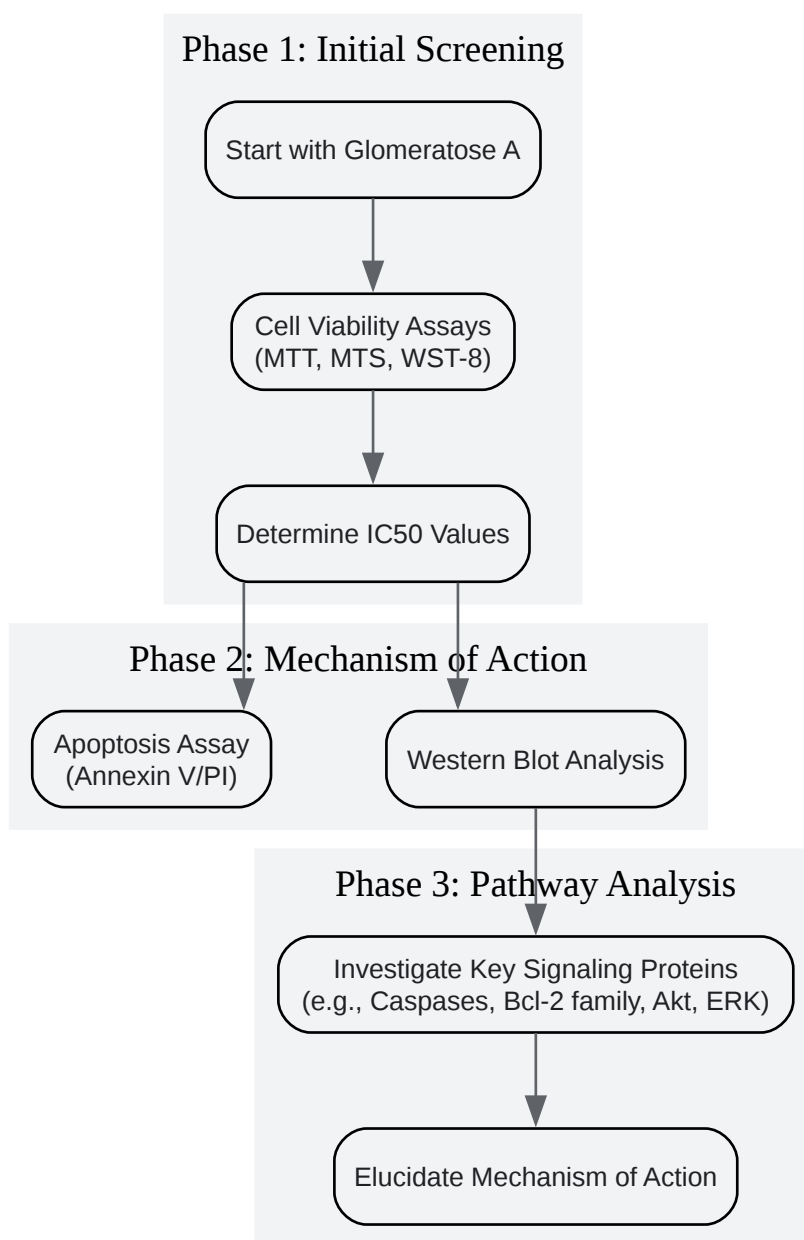 Phase 1: Initial Screening
Start with Glomeratose A
Cell Viability Assays
(MTT, MTS, WST-8)
Determine IC50 Values
Phase 2: Mechanism of Action
Apoptosis Assay
(Annexin V/PI)
Western Blot Analysis
Phase 3: Pathway Analysis
Investigate Key Signaling Proteins
(e.g., Caspases, Bcl-2 family, Akt, ERK)
Elucidate Mechanism of Action